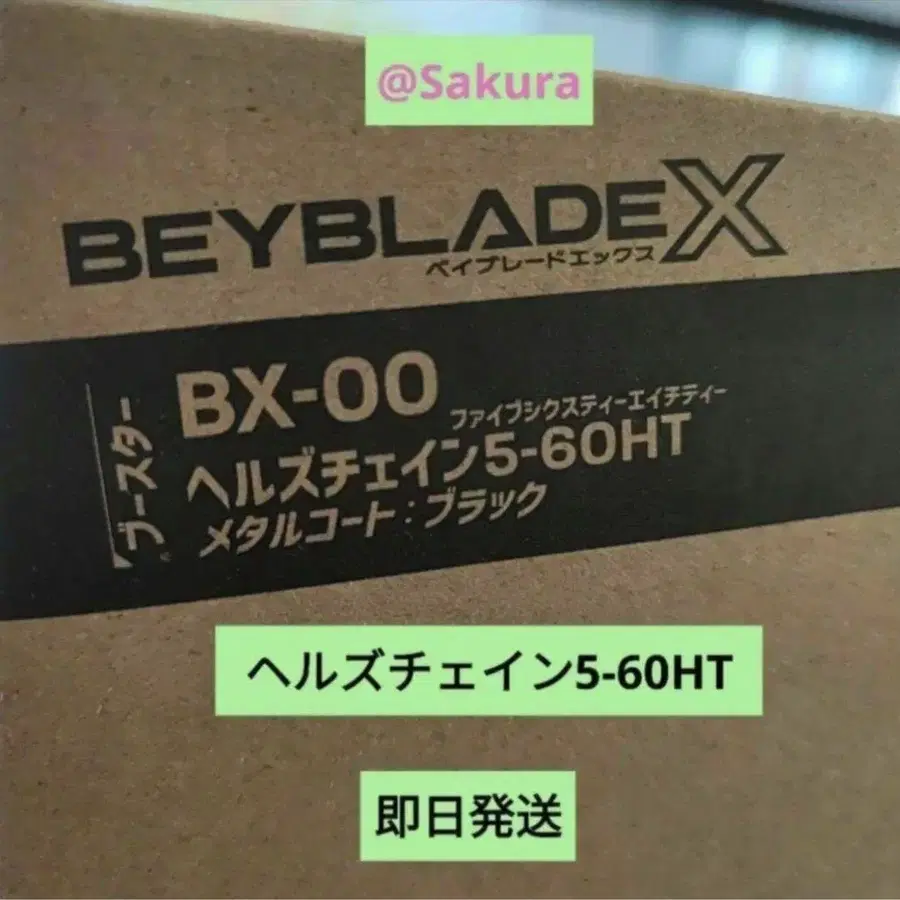 @Sakura
BEYBLADE X
ベイブレードエックス
ブースター
BX-00
ファイブシクスティーエイチティー
ヘルズチェイン5-60HT
メタルコート:ブラック
ヘルズチェイン5-60HT
即日発送